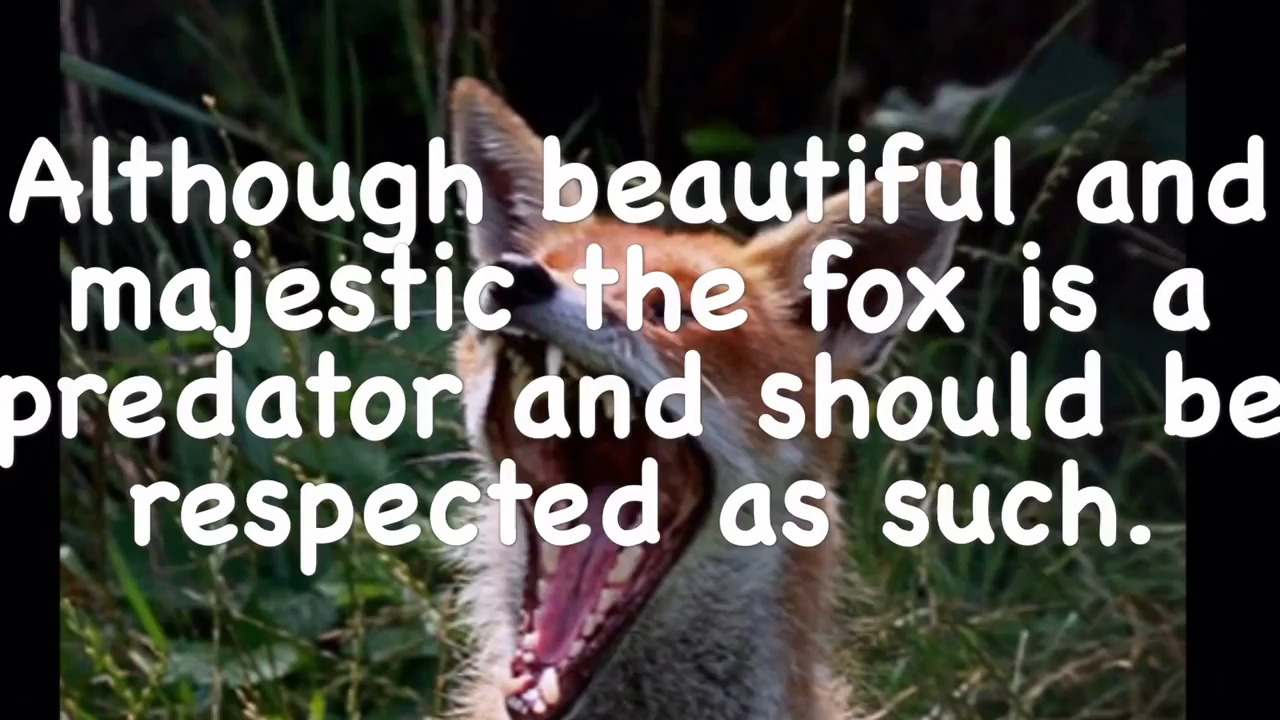 Although beautiful and
majestic the fox is a
predator and should be
respected as such.